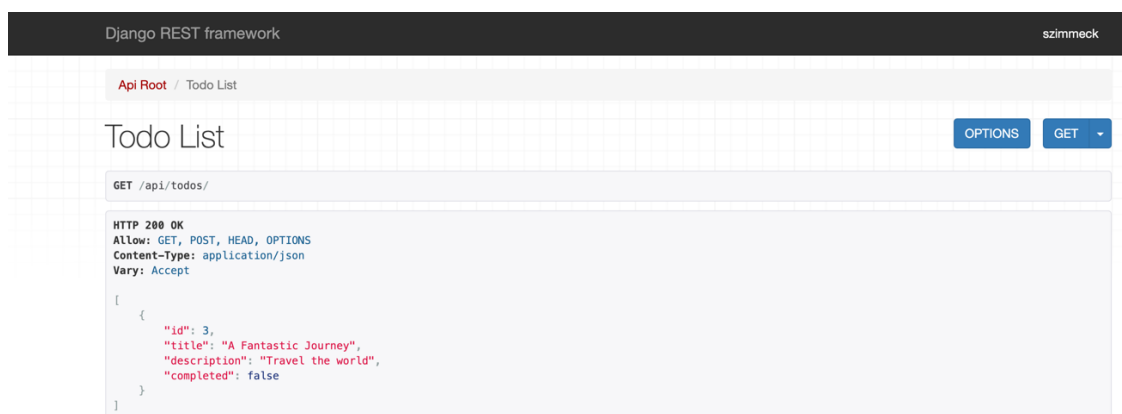 Django REST framework
szimmeck
Api Root / Todo List
Todo List
OPTIONS
GET
GET /api/todos/
HTTP 200 OK
Allow: GET, POST, HEAD, OPTIONS
Content-Type: application/json
Vary: Accept
[
{
"id": 3,
"title": "A Fantastic Journey",
"description": "Travel the world",
"completed": false
}
]